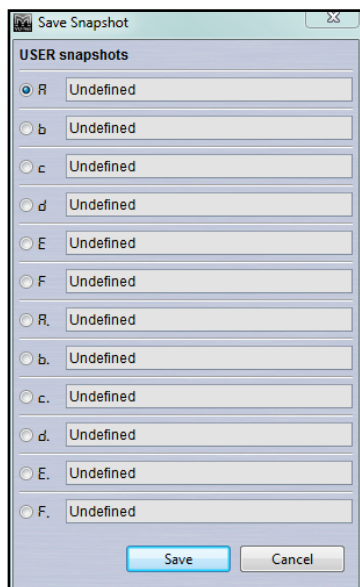 Save Snapshot
USER snapshots
A Undefined
b Undefined
c Undefined
d Undefined
E Undefined
F Undefined
A. Undefined
b. Undefined
c. Undefined
d. Undefined
E. Undefined
F. Undefined
Save Cancel